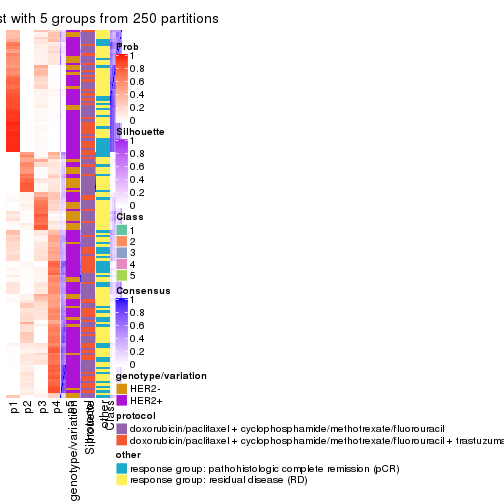 st with 5 groups from 250 partitions
Prob
1
0.8
0.6
0.4
0.2
0
Silhouette
1
0.8
0.6
0.4
0.2
0
Class
1
2
3
4
5
Consensus
1
0.8
0.6
0.4
0.2
0
genotype/variation
HER2-
HER2+
protocol
doxorubicin/paclitaxel + cyclophosphamide/methotrexate/fluorouracil
doxorubicin/paclitaxel + cyclophosphamide/methotrexate/fluorouracil + trastuzuma
other
response group: pathohistologic complete remission (pCR)
response group: residual disease (RD)
p1
p2
p3
p4
genotype/variation
Silhouette
other
Class